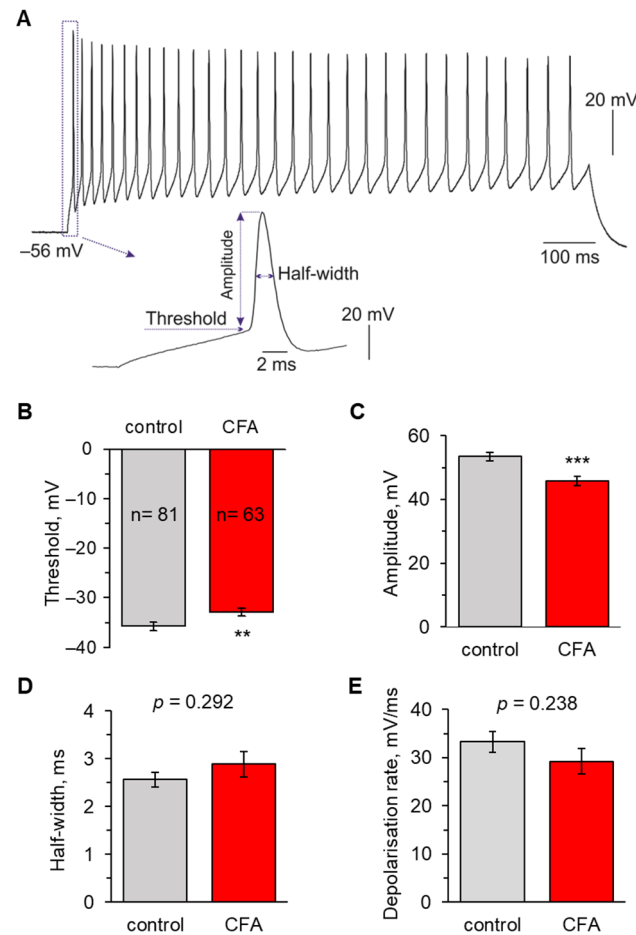 A
20 mV
–56 mV
100 ms
Amplitude
Half-width
Threshold
20 mV
2 ms
B
control CFA
0
–10
–20
–30
–40
Threshold, mV
n= 81 n= 63
**
C
60
40
20
0
Amplitude, mV
***
control CFA
D
p = 0.292
4
3
2
1
0
Half-width, ms
control CFA
E
p = 0.238
40
30
20
10
0
Depolarisation rate, mV/ms
control CFA